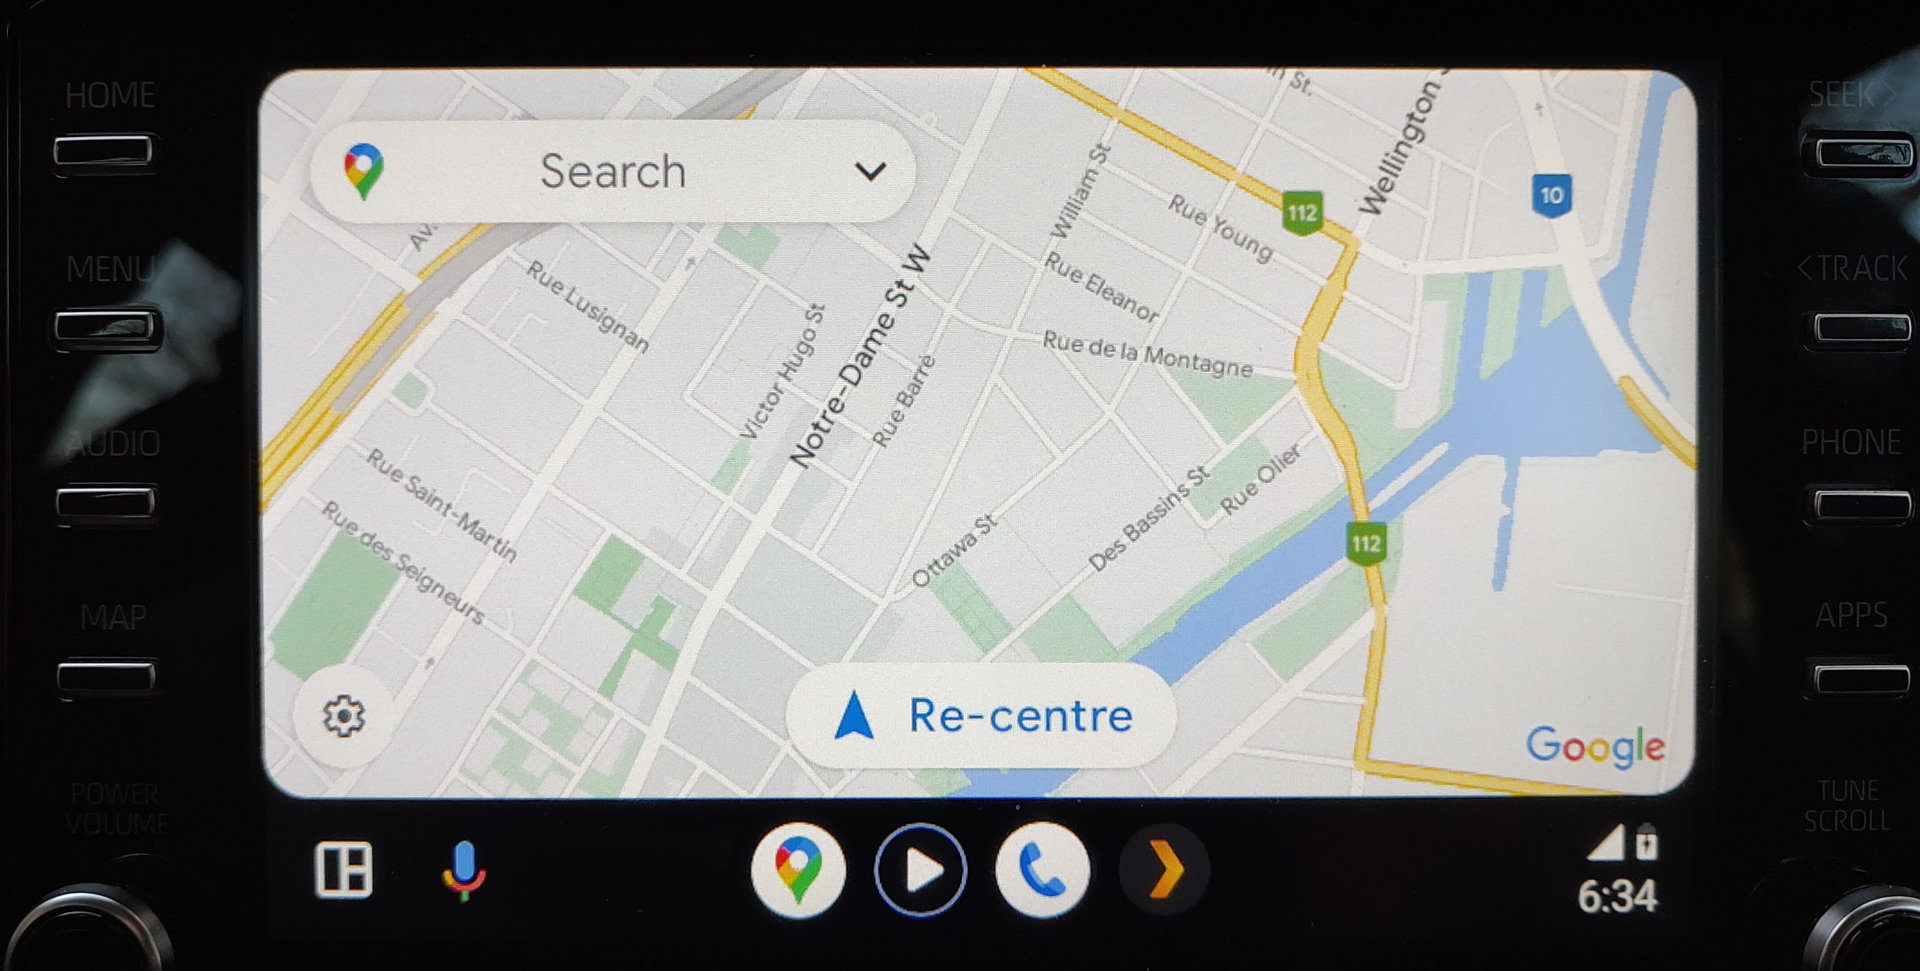 HOME
MENU
AUDIO
MAP
POWER
VOLUME
SEEK>
<TRACK
PHONE
APPS
TUNE
SCROLL
Search
Av.
Rue Lusignan
Victor Hugo St
Notre-Dame St W
Rue Barré
William St
Rue Young
Rue Eleanor
Rue de la Montagne
St.
Wellington
112
10
Rue Saint-Martin
Rue des Seigneurs
Ottawa St
Des Bassins St
Rue Olier
112
Re-centre
Google
6:34